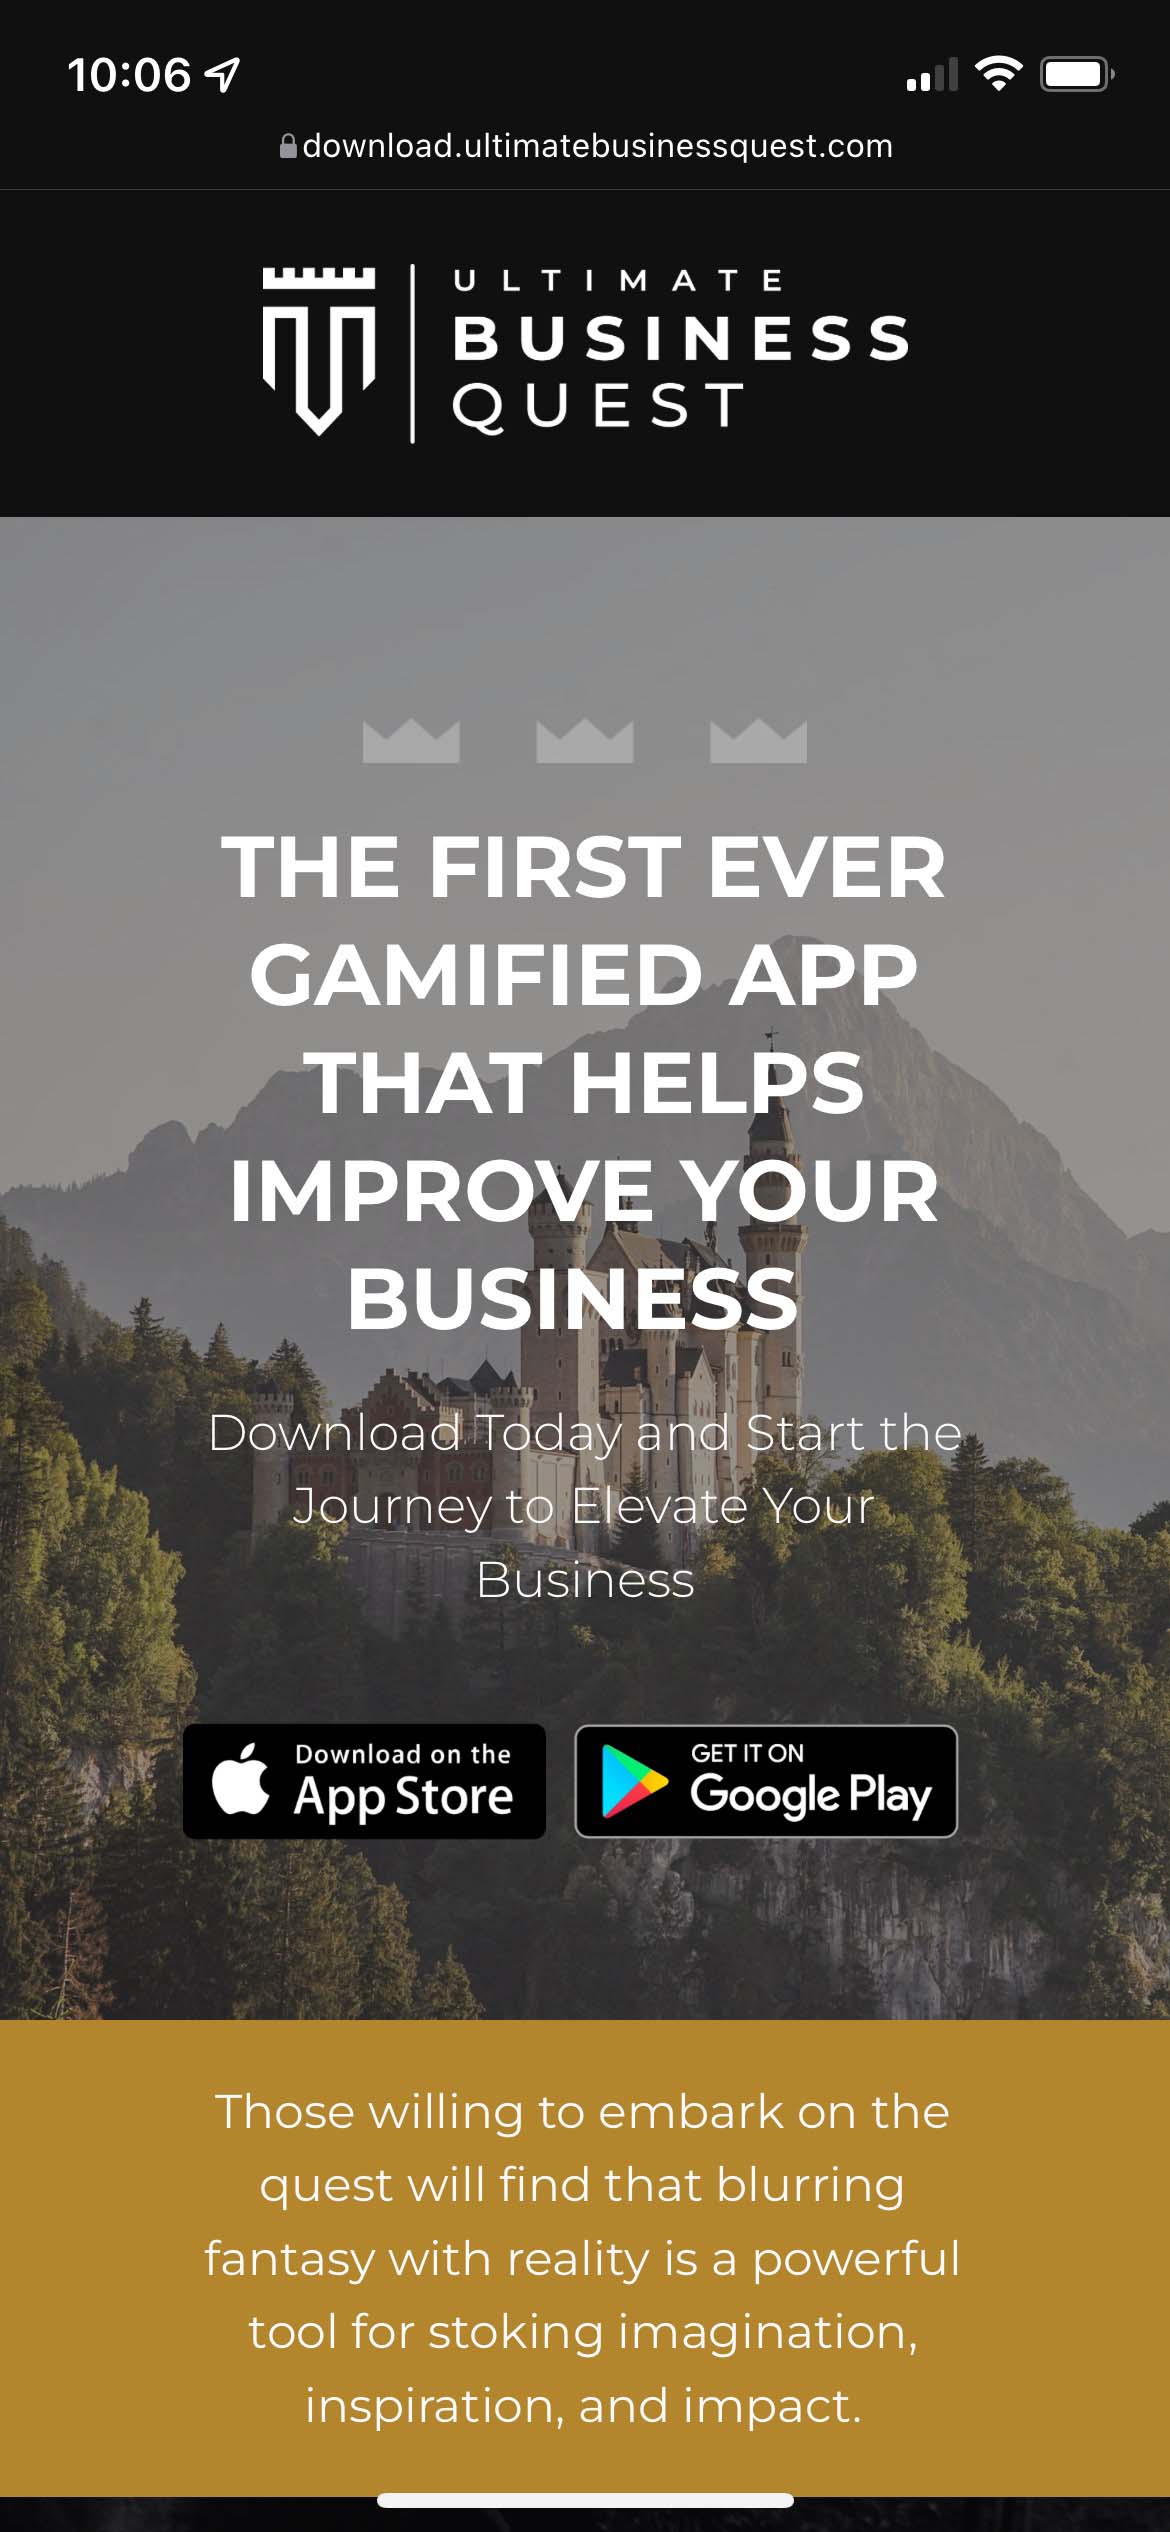 10:06
download.ultimatebusinessquest.com
ULTIMATE
BUSINESS
QUEST
THE FIRST EVER
GAMIFIED APP
THAT HELPS
IMPROVE YOUR
BUSINESS
Download Today and Start the
Journey to Elevate Your
Business
Download on the
App Store
GET IT ON
Google Play
Those willing to embark on the
quest will find that blurring
fantasy with reality is a powerful
tool for stoking imagination,
inspiration, and impact.